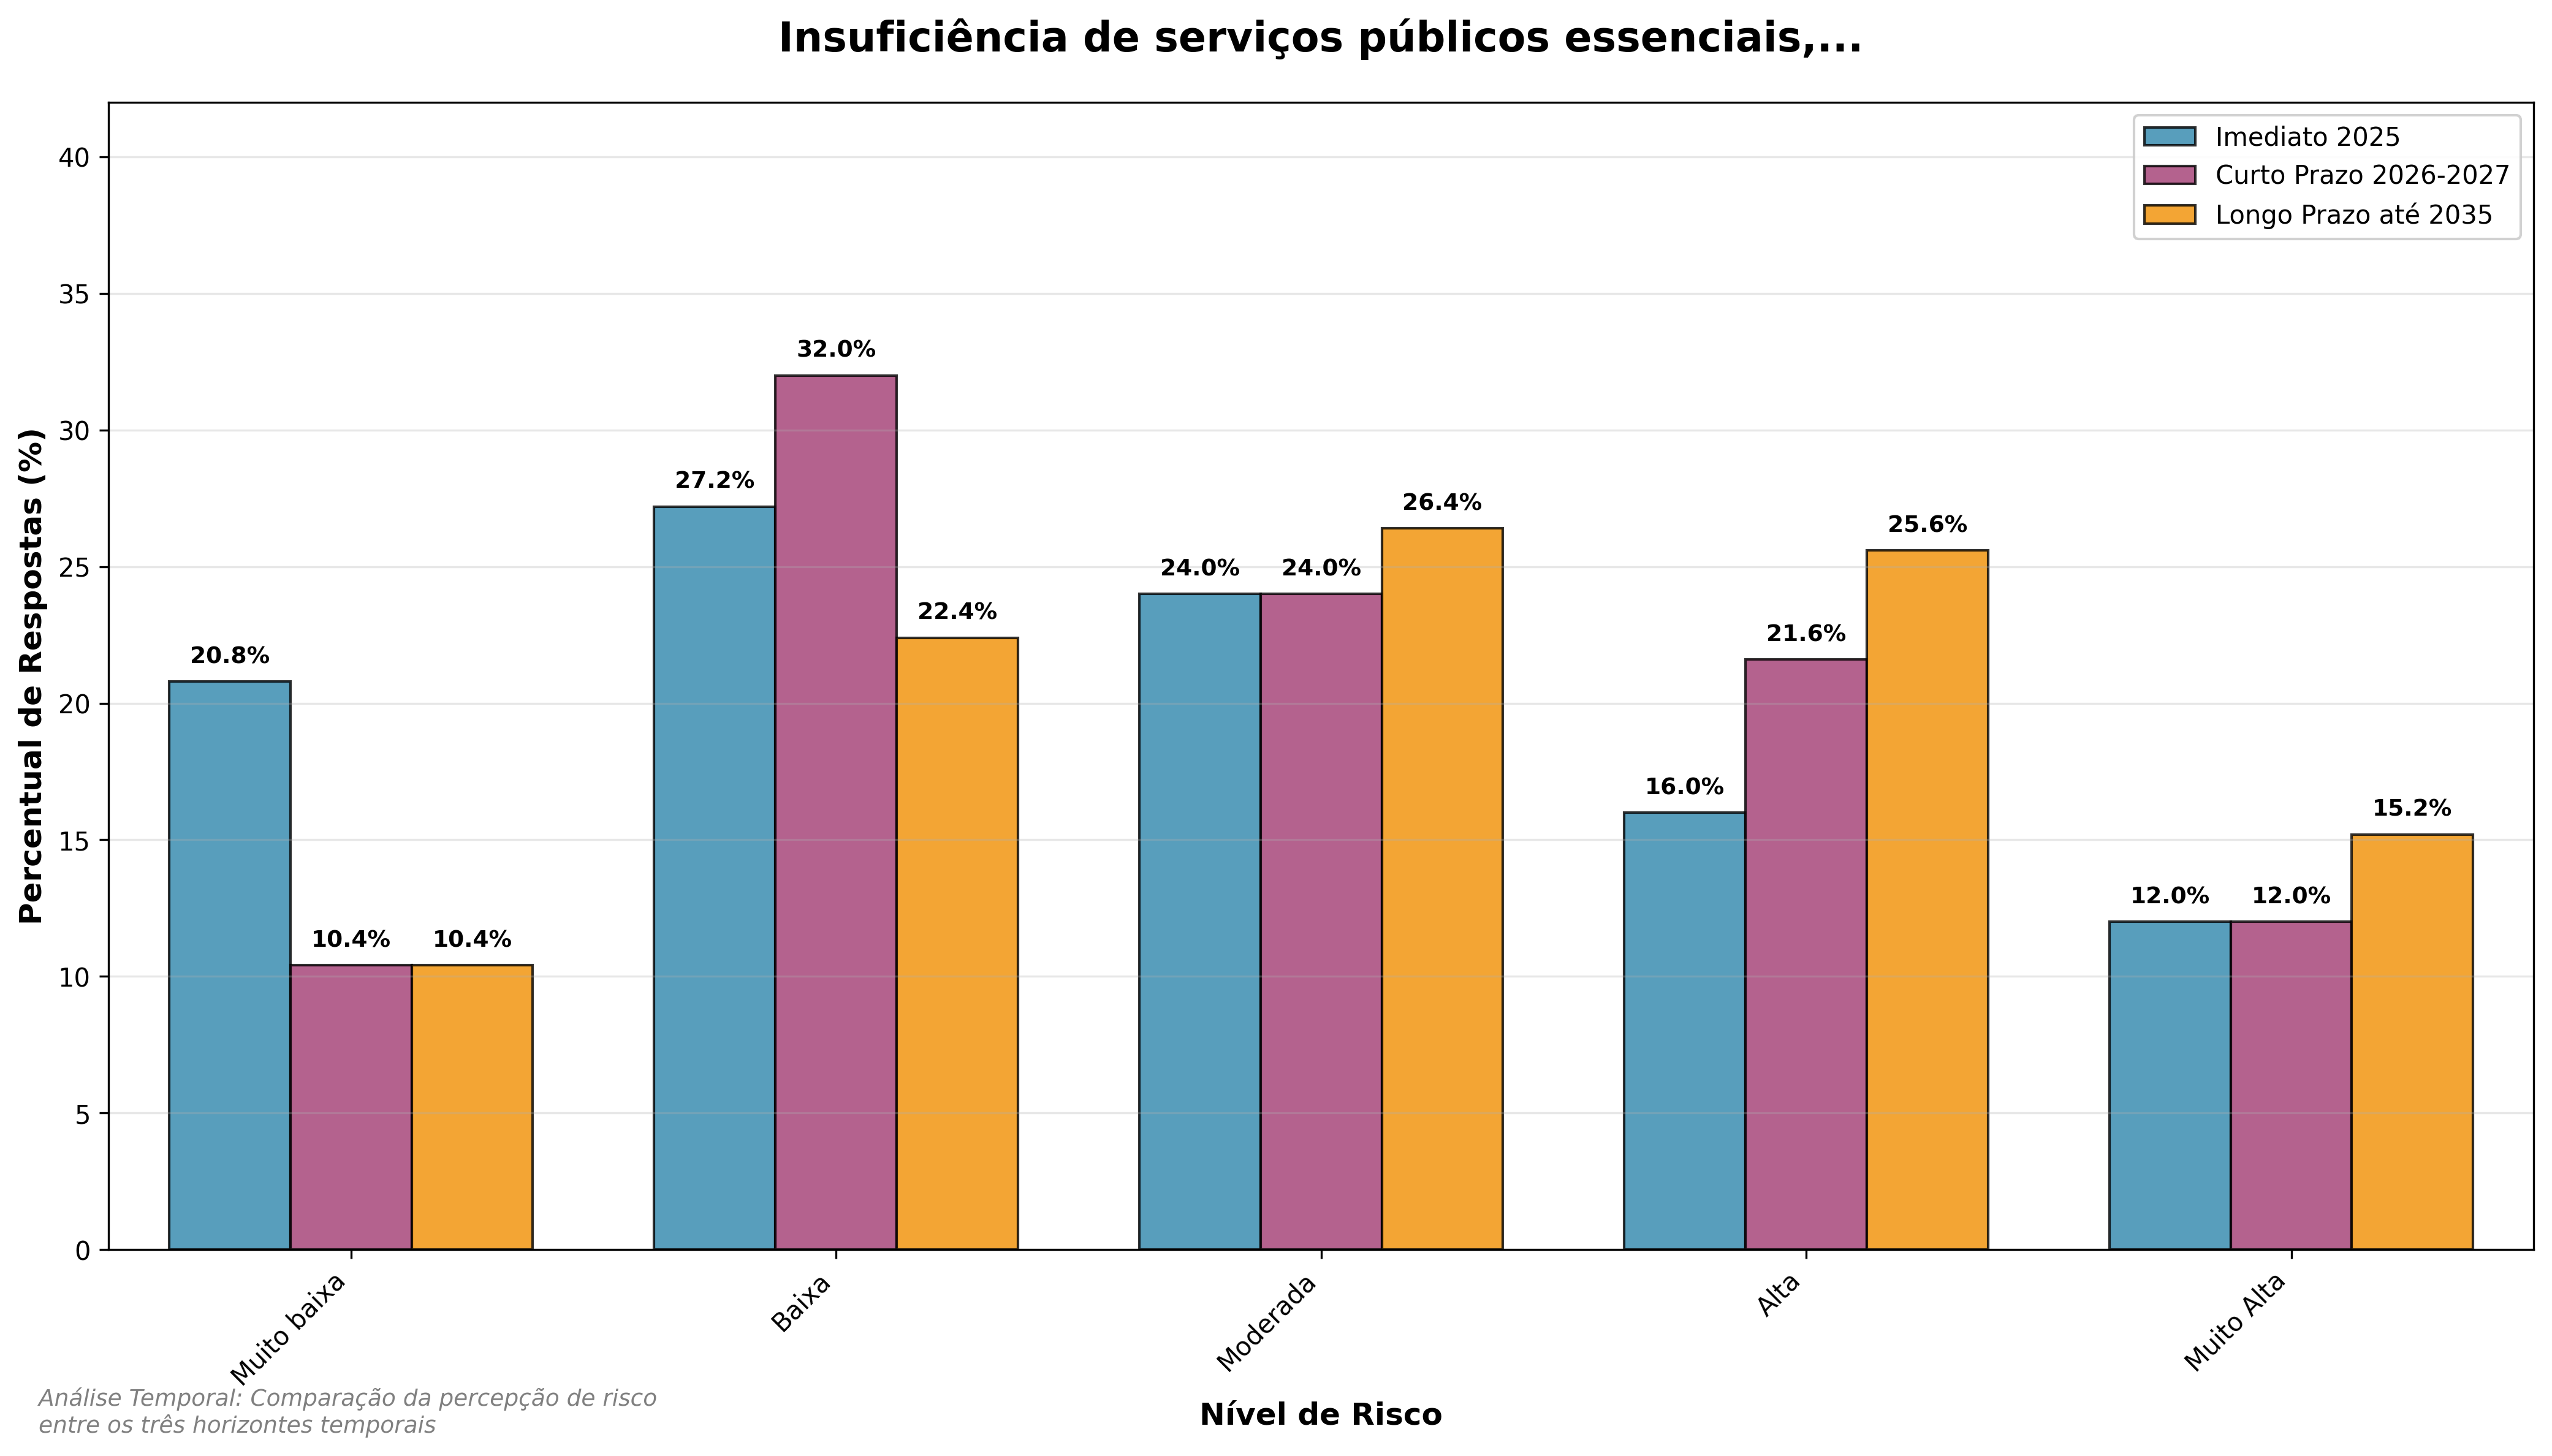 Insuficiência de serviços públicos essenciais,...
Imediato 2025
Curto Prazo 2026-2027
Longo Prazo até 2035
Percentual de Respostas (%)
40
35
30
25
20
15
10
5
0
20.8%
10.4%
10.4%
27.2%
32.0%
22.4%
24.0%
24.0%
26.4%
16.0%
21.6%
25.6%
12.0%
12.0%
15.2%
Muito baixa
Baixa
Moderada
Alta
Muito Alta
Nível de Risco
Análise Temporal: Comparação da percepção de risco
entre os três horizontes temporais